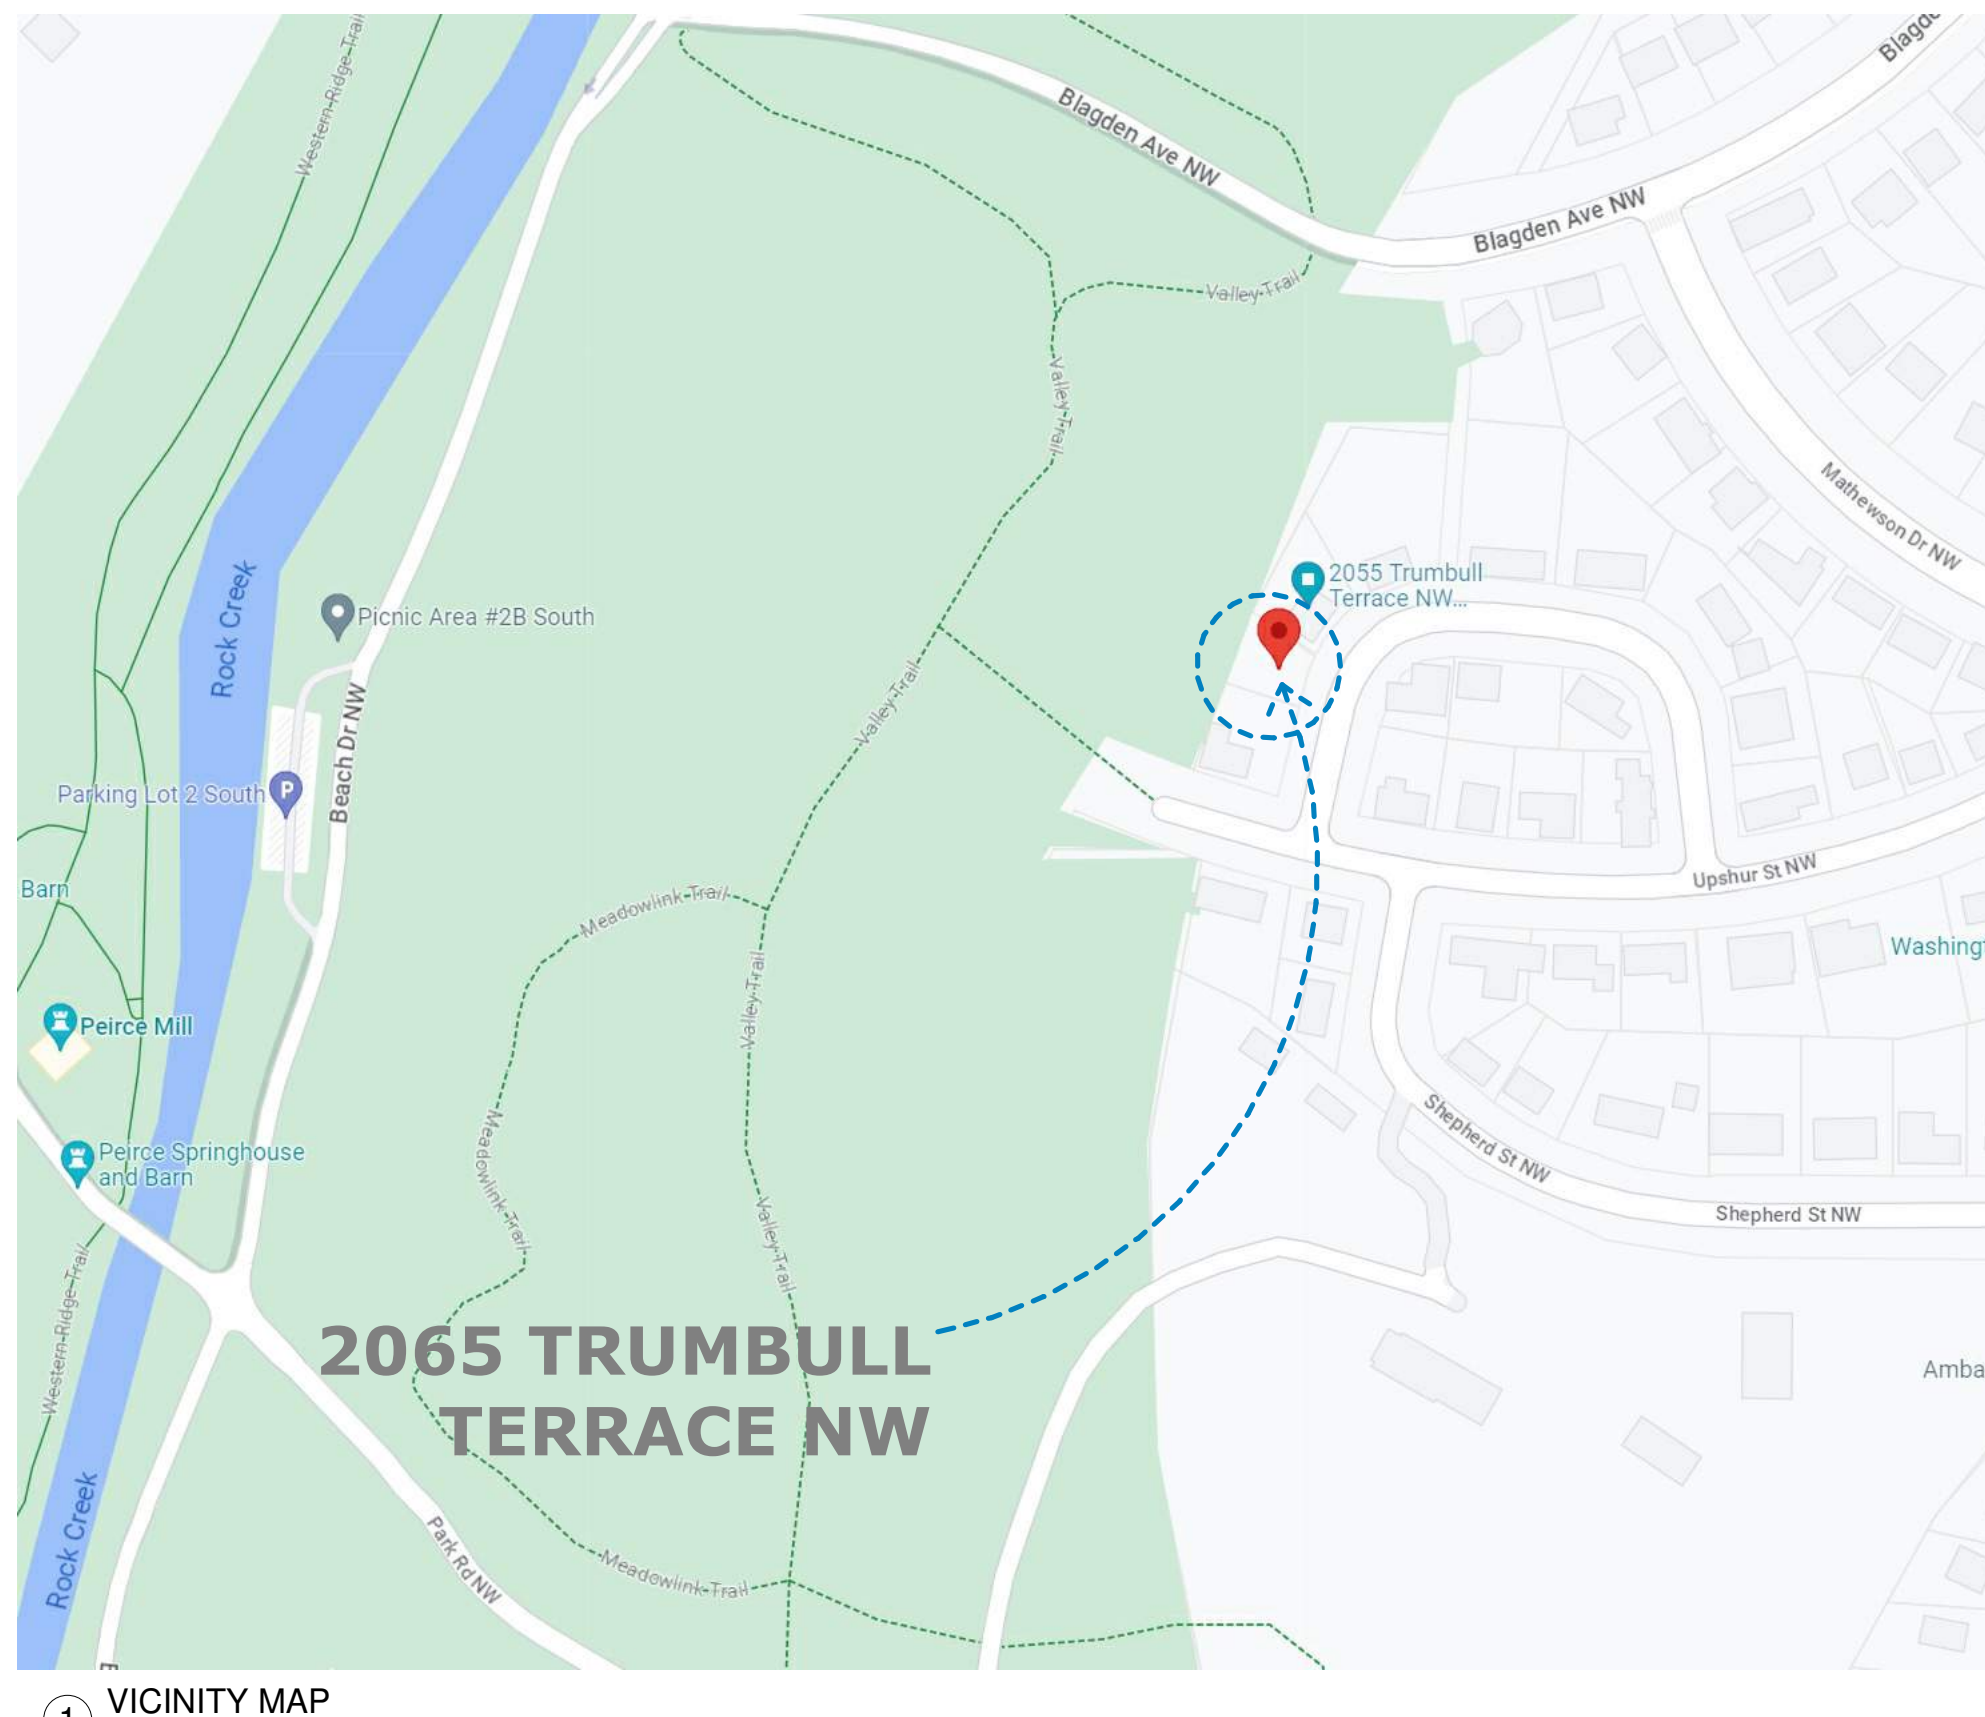 Western Ridge Trail
Blagden Ave NW
Blagden Ave NW
Valley Trail
Valley Trail
Mathewson Dr NW
2055 Trumbull
Terrace NW...
Rock Creek
Picnic Area #2B South
Valley Trail
Beach Dr NW
Parking Lot 2 South
P
Upshur St NW
Barn
Meadowlink Trail
Valley Trail
Peirce Mill
Meadowlink Trail
Shepherd St NW
Peirce Springhouse
and Barn
Shepherd St NW
Valley Trail
Western Ridge Trail
2065 TRUMBULL
TERRACE NW
Rock Creek
Park Rd NW
Meadowlink Trail
1
VICINITY MAP